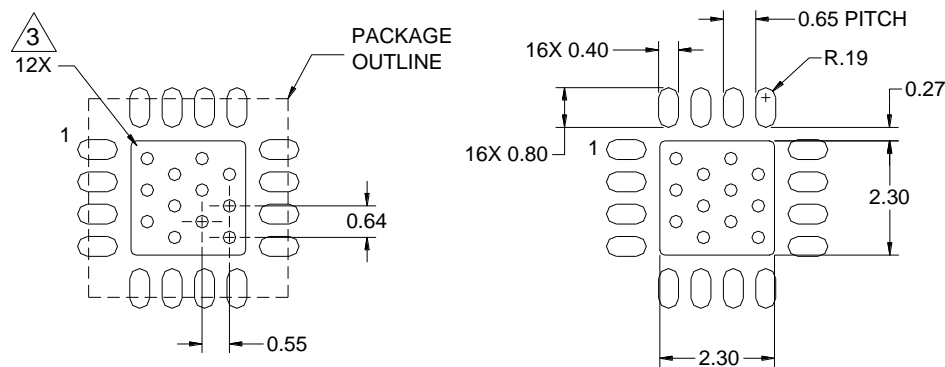 3
12X
PACKAGE
OUTLINE
1
0.64
0.55
0.65 PITCH
16X 0.40
R.19
0.27
16X 0.80
1
2.30
2.30